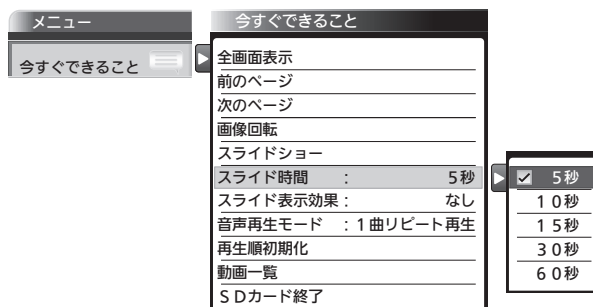 メニュー
今すぐできること
今すぐできること
全画面表示
前のページ
次のページ
画像回転
スライドショー
スライド時間 : 5秒
スライド表示効果 : なし
音声再生モード : 1曲リピート再生
再生順初期化
動画一覧
SDカード終了
5秒
10秒
15秒
30秒
60秒